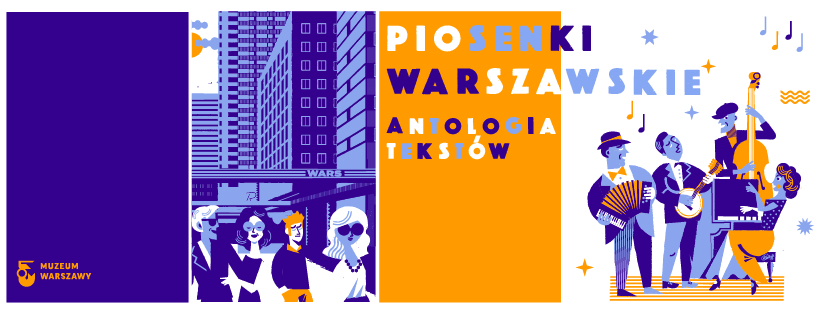 PIOSENKI
WARSZAWSKIE
ANTOLOGIA
TEKSTÓW
WARS
MUZEUM
WARSZAWY